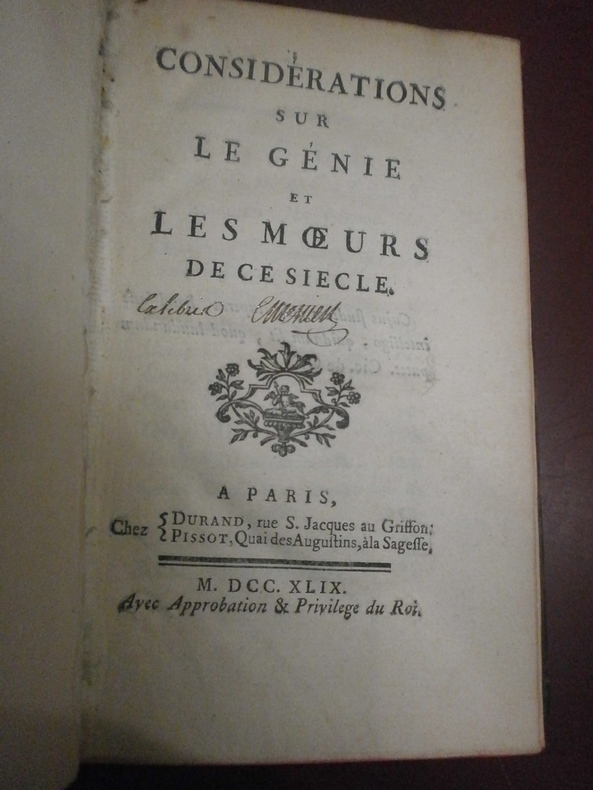 CONSIDÉRATIONS
SUR
LE GÉNIE
ET
LES MŒURS
DE CE SIECLE.
A PARIS,
Chez { DURAND, rue S. Jacques au Griffon;
PISSOT, Quai des Augustins, à la Sagesse,
M. DCC. XLIX.
Avec Approbation & Privilege du Roi.